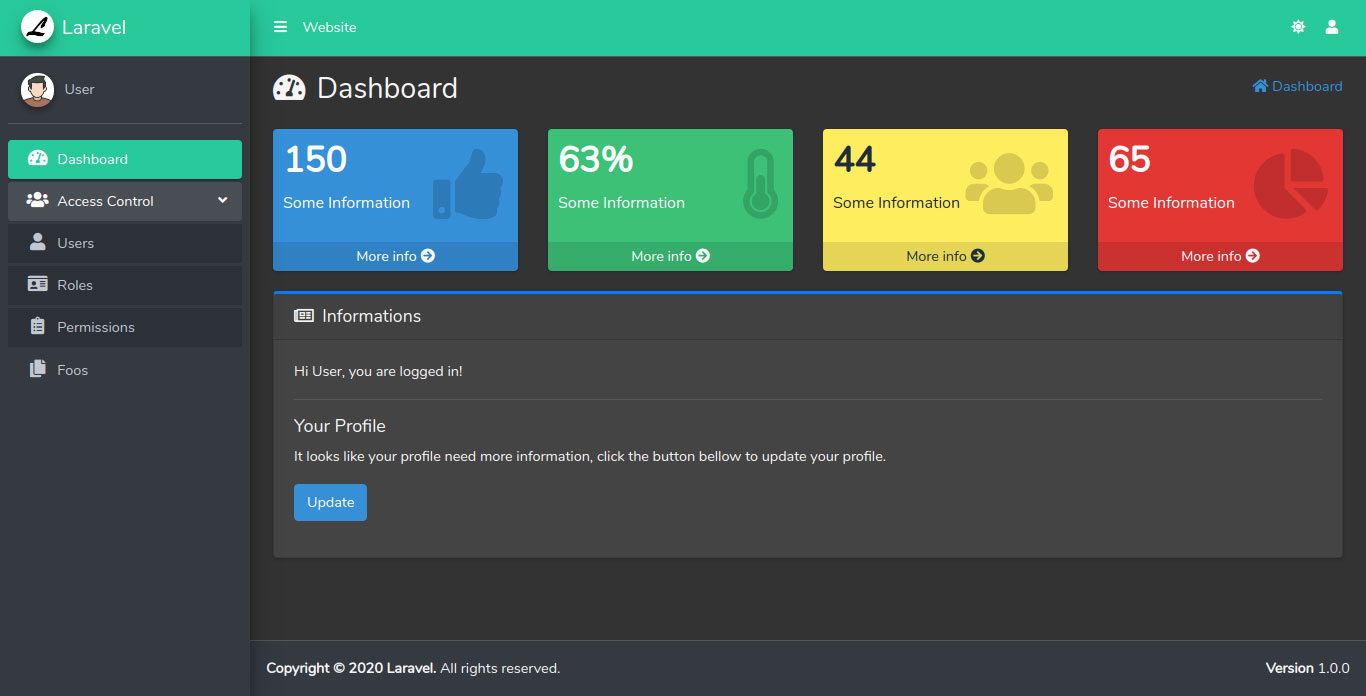 Laravel
Website
User
Dashboard
Access Control
Users
Roles
Permissions
Foos
Dashboard
Dashboard
150
Some Information
More info
63%
Some Information
More info
44
Some Information
More info
65
Some Information
More info
Informations
Hi User, you are logged in!
Your Profile
It looks like your profile need more information, click the button bellow to update your profile.
Update
Copyright © 2020 Laravel. All rights reserved.
Version 1.0.0